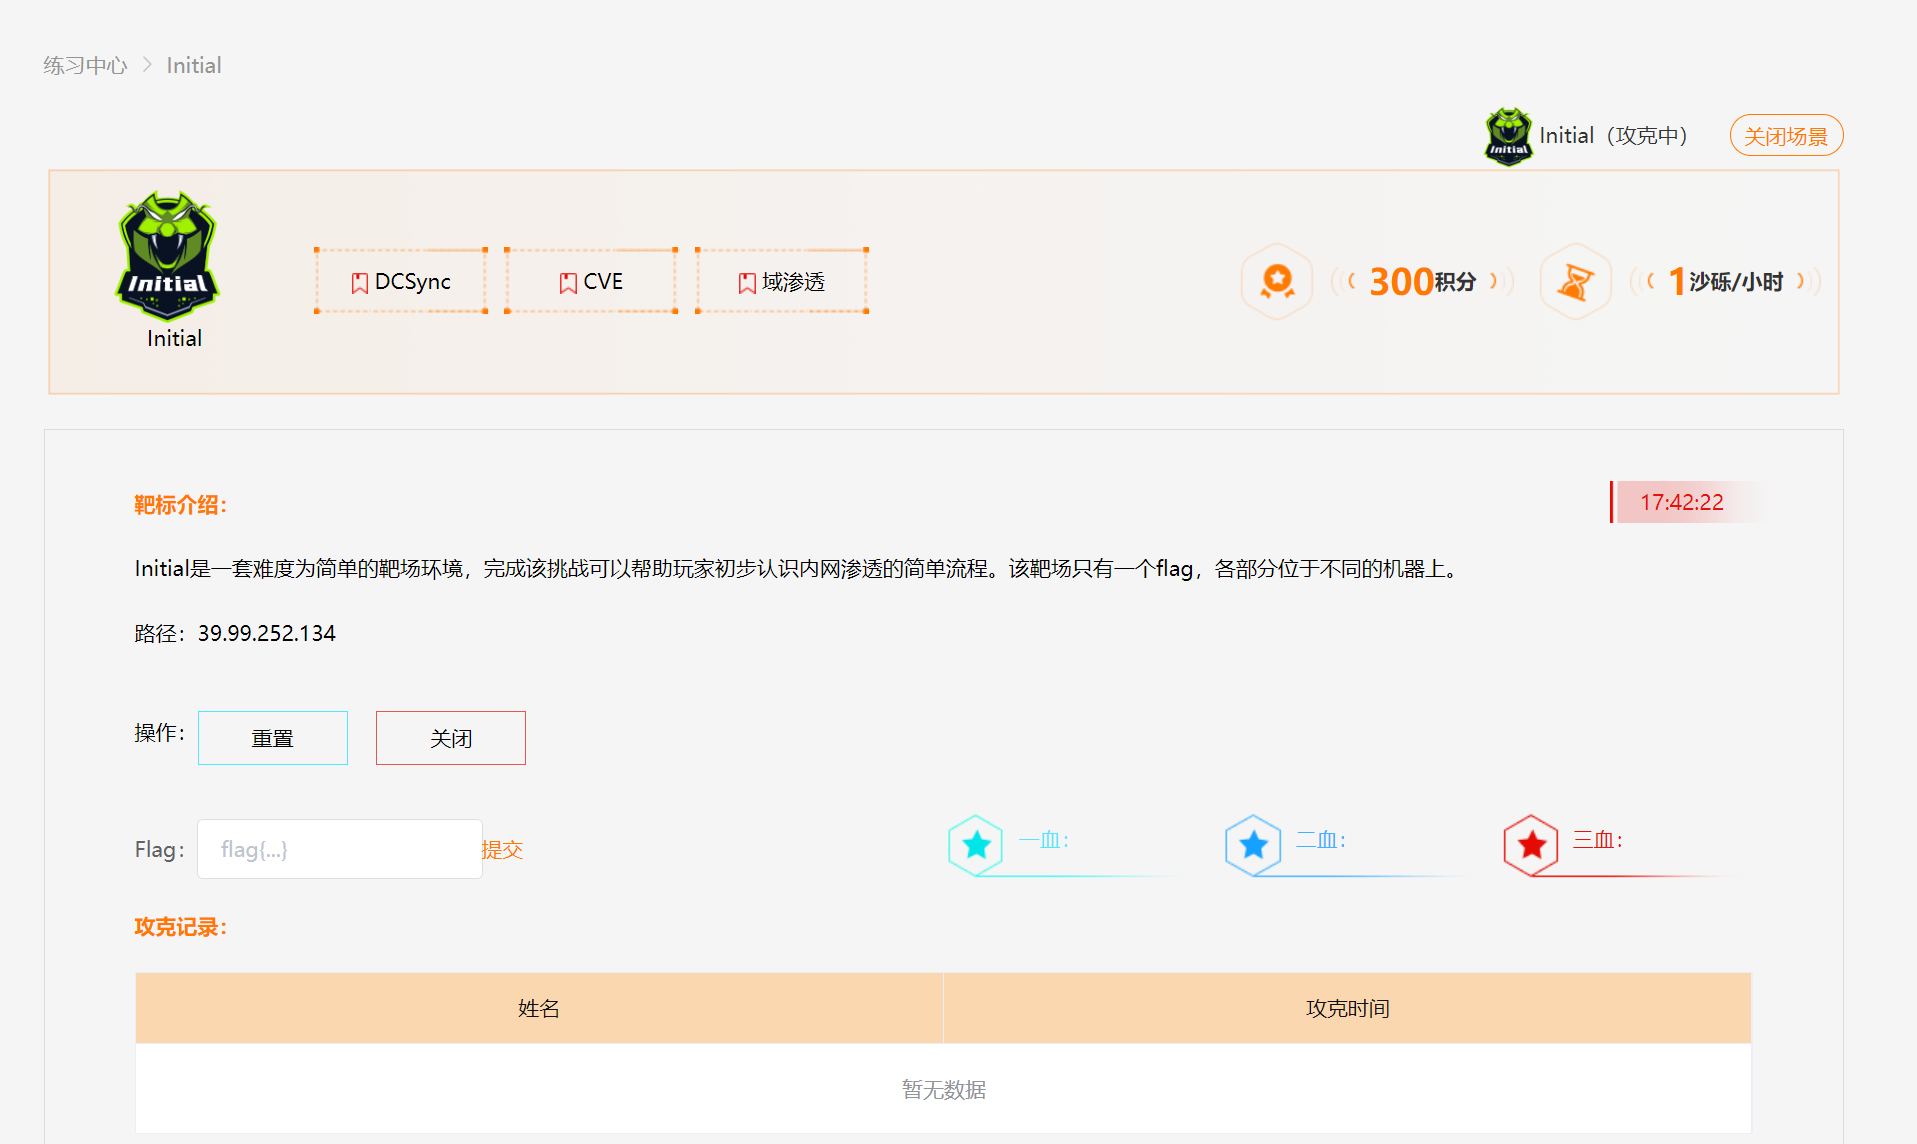 练习中心 > Initial
Initial
Initial（攻克中）
关闭场景
Initial
Initial
DCSync
CVE
域渗透
300积分
1沙砾/小时
靶标介绍：
17:42:22
Initial是一套难度为简单的靶场环境，完成该挑战可以帮助玩家初步认识内网渗透的简单流程。该靶场只有一个flag，各部分位于不同的机器上。
路径：39.99.252.134
操作：
重置
关闭
Flag：
flag{...}
提交
一血：
二血：
三血：
攻克记录：
姓名
攻克时间
暂无数据